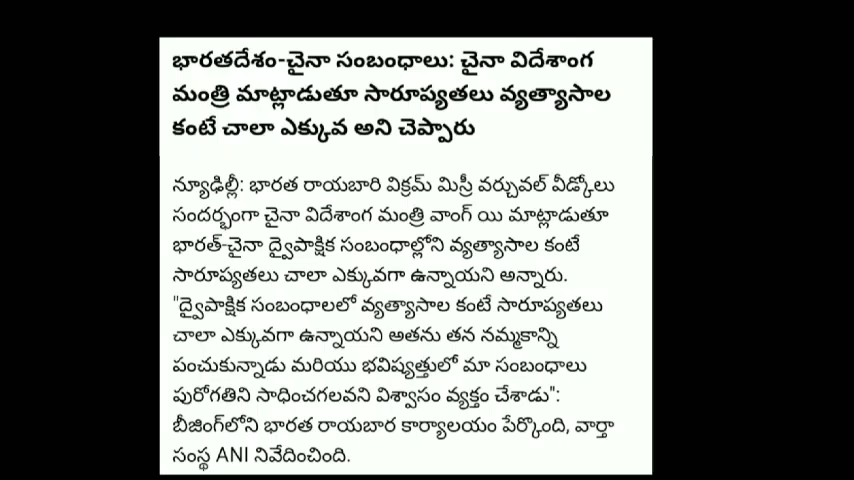 భారతదేశం-చైనా సంబంధాలు: చైనా విదేశాంగ
మంత్రి మాట్లాడుతూ సారూప్యతలు వ్యత్యాసాల
కంటే చాలా ఎక్కువ అని చెప్పారు
న్యూఢిల్లీ: భారత రాయబారి విక్రమ్ మిస్రీ వర్చువల్ వీడ్కోలు
సందర్భంగా చైనా విదేశాంగ మంత్రి వాంగ్ యి మాట్లాడుతూ
భారత్-చైనా ద్వైపాక్షిక సంబంధాల్లోని వ్యత్యాసాల కంటే
సారూప్యతలు చాలా ఎక్కువగా ఉన్నాయని అన్నారు.
"ద్వైపాక్షిక సంబంధాలలో వ్యత్యాసాల కంటే సారూప్యతలు
చాలా ఎక్కువగా ఉన్నాయని అతను తన నమ్మకాన్ని
పంచుకున్నాడు మరియు భవిష్యత్తులో మా సంబంధాలు
పురోగతిని సాధించగలవని విశ్వాసం వ్యక్తం చేశాడు":
బీజింగ్‌లోని భారత రాయబార కార్యాలయం పేర్కొంది, వార్తా
సంస్థ ANI నివేదించింది.